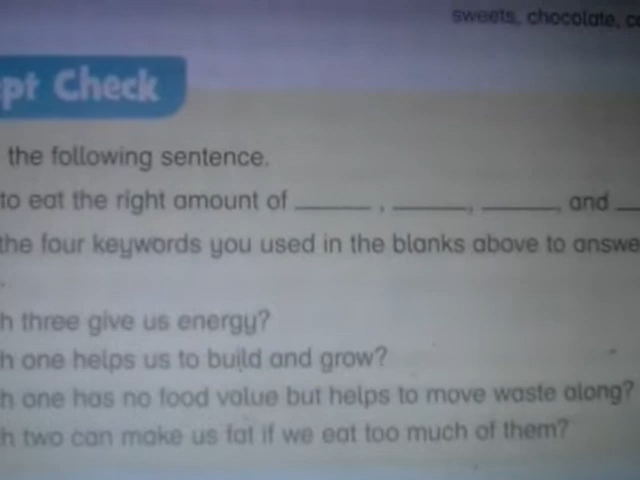 sweets, chocolate,
pt Check
the following sentence.
to eat the right amount of ______ , ______, ______, and __
the four keywords you used in the blanks above to answe
h three give us energy?
h one helps us to build and grow?
h one has no food value but helps to move waste along?
h two can make us fat if we eat too much of them?